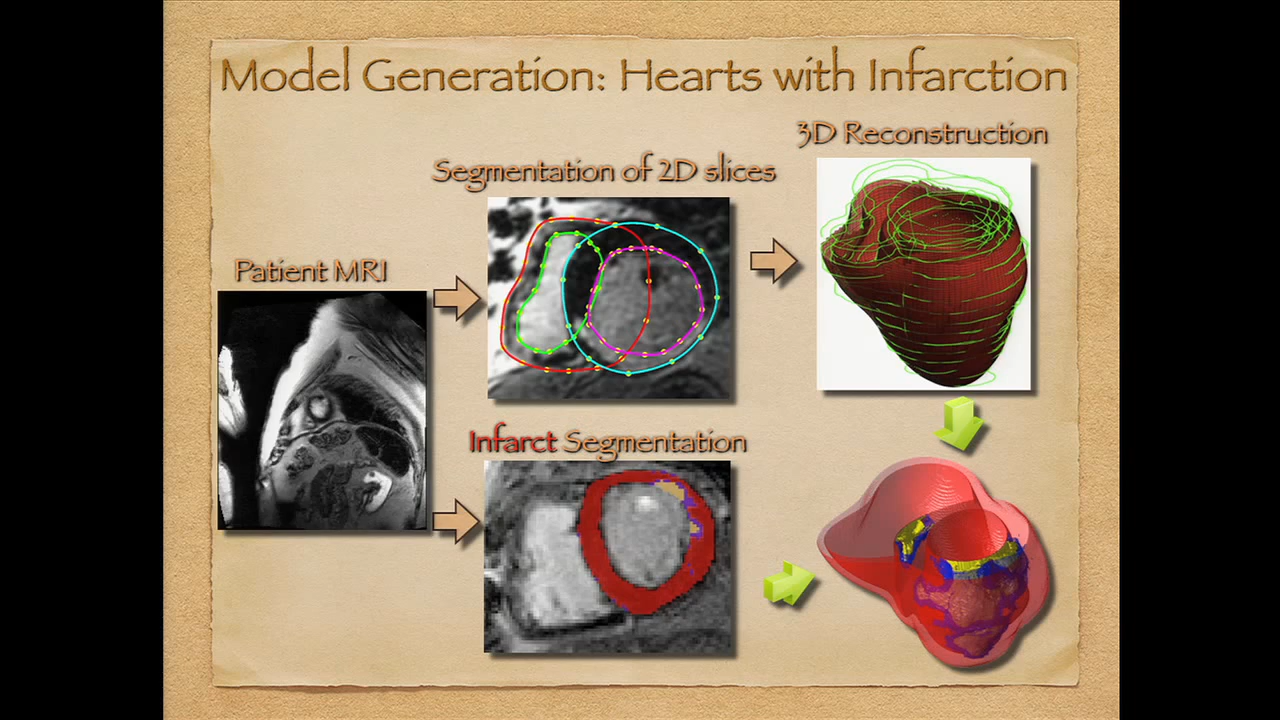 Model Generation: Hearts with Infarction
3D Reconstruction
Segmentation of 2D slices
Patient MRI
Infarct Segmentation